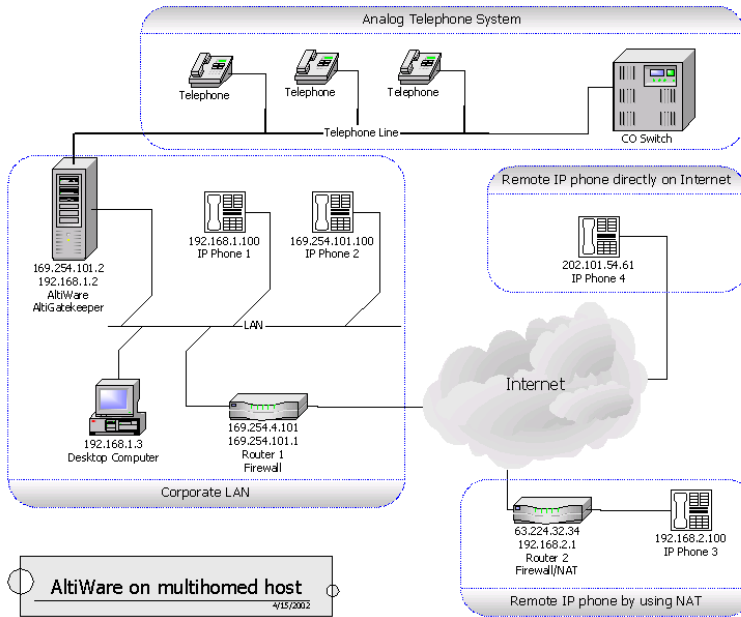 Analog Telephone System
Telephone
Telephone
Telephone
Telephone Line
CO Switch
169.254.101.2
192.168.1.2
AltiWare
AltiGatekeeper
192.168.1.100
IP Phone 1
169.254.101.100
IP Phone 2
LAN
192.168.1.3
Desktop Computer
169.254.4.101
169.254.101.1
Router 1
Firewall
Corporate LAN
Remote IP phone directly on Internet
202.101.54.61
IP Phone 4
Internet
63.224.32.34
192.168.2.1
Router 2
Firewall/NAT
192.168.2.100
IP Phone 3
Remote IP phone by using NAT
AltiWare on multihomed host
4/15/2002